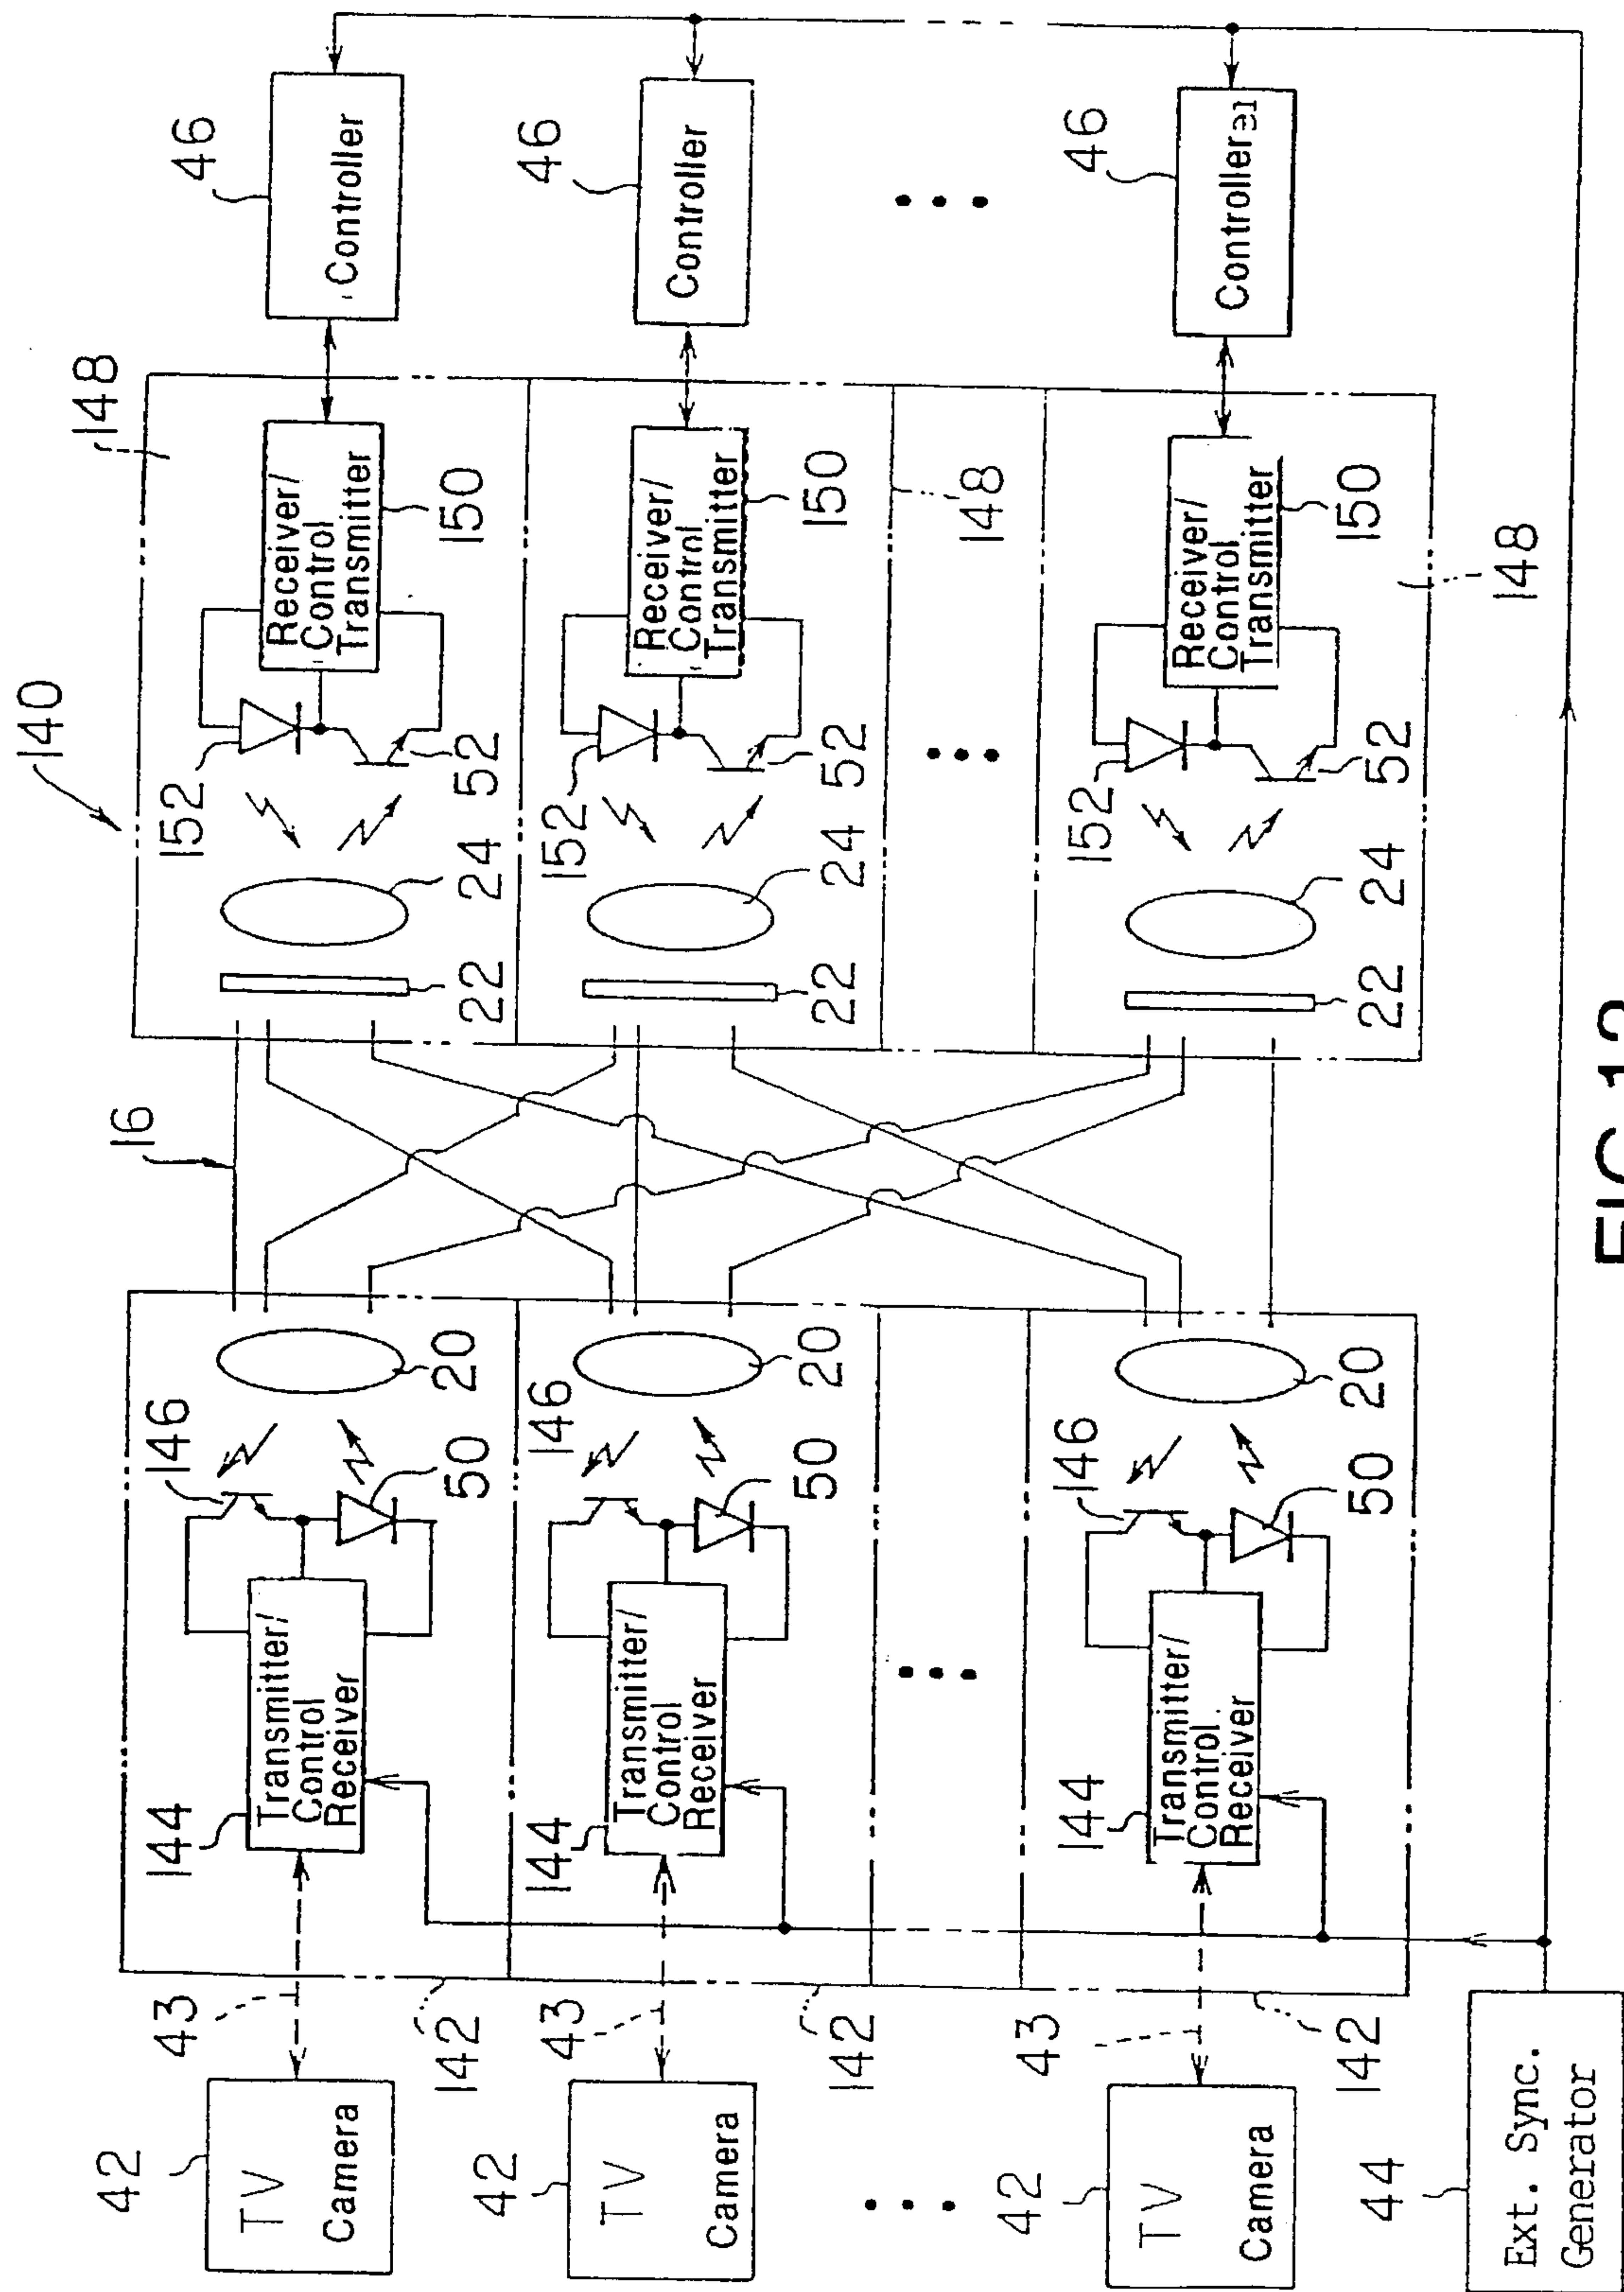 140
148
16
42
TV
Camera
43
142
144
Transmitter/
Control
Receiver
146
50
20
22
24
152
52
Receiver/
Control
Transmitter
150
46
Controller
42
TV
Camera
43
142
144
Transmitter/
Control
Receiver
146
50
20
22
24
152
52
Receiver/
Control
Transmitter
150
148
46
Controller
42
TV
Camera
43
142
144
Transmitter/
Control
Receiver
146
50
20
22
24
152
52
Receiver/
Control
Transmitter
150
148
46
Controller
44
Ext. Sync.
Generator
FIG